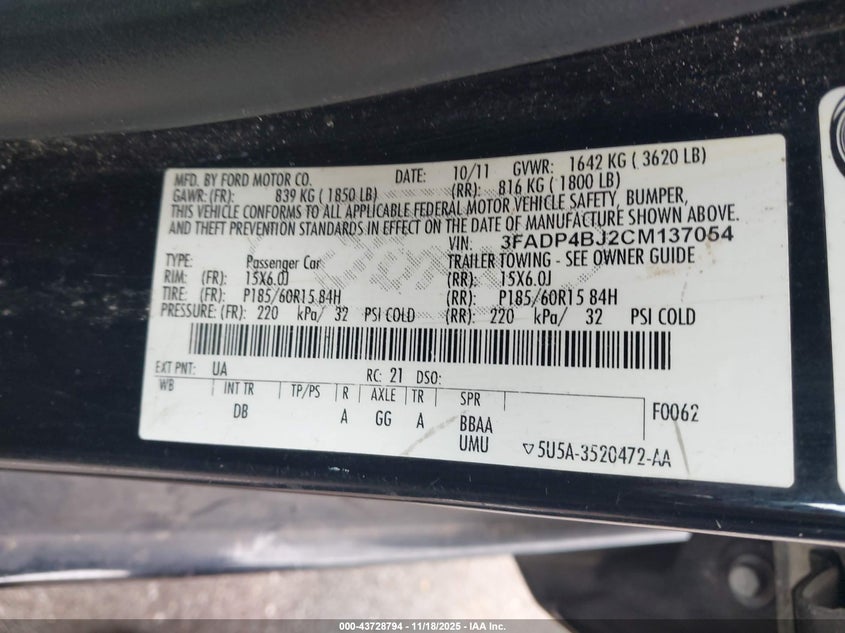 MFD. BY FORD MOTOR CO. DATE: 10/11 GVWR: 1642 KG ( 3620 LB)
GAWR: (FR): 839 KG ( 1850 LB) (RR): 816 KG ( 1800 LB)
THIS VEHICLE CONFORMS TO ALL APPLICABLE FEDERAL MOTOR VEHICLE SAFETY, BUMPER,
AND THEFT PREVENTION STANDARDS IN EFFECT ON THE DATE OF MANUFACTURE SHOWN ABOVE.
VIN: 3FADP4BJ2CM137054
TYPE: Passenger Car TRAILER TOWING - SEE OWNER GUIDE
RIM: (FR): 15X6.0J (RR): 15X6.0J
TIRE: (FR): P185/60R15 84H (RR): P185/60R15 84H
PRESSURE: (FR): 220 kPa/ 32 PSI COLD (RR): 220 kPa/ 32 PSI COLD
EXT PNT: UA RC: 21 DSO:
WB INT TR TP/PS R AXLE TR SPR
DB A GG A BBAA F0062
UMU ▽5U5A-3520472-AA
000-43728794 - 11/18/2025 - IAA Inc.